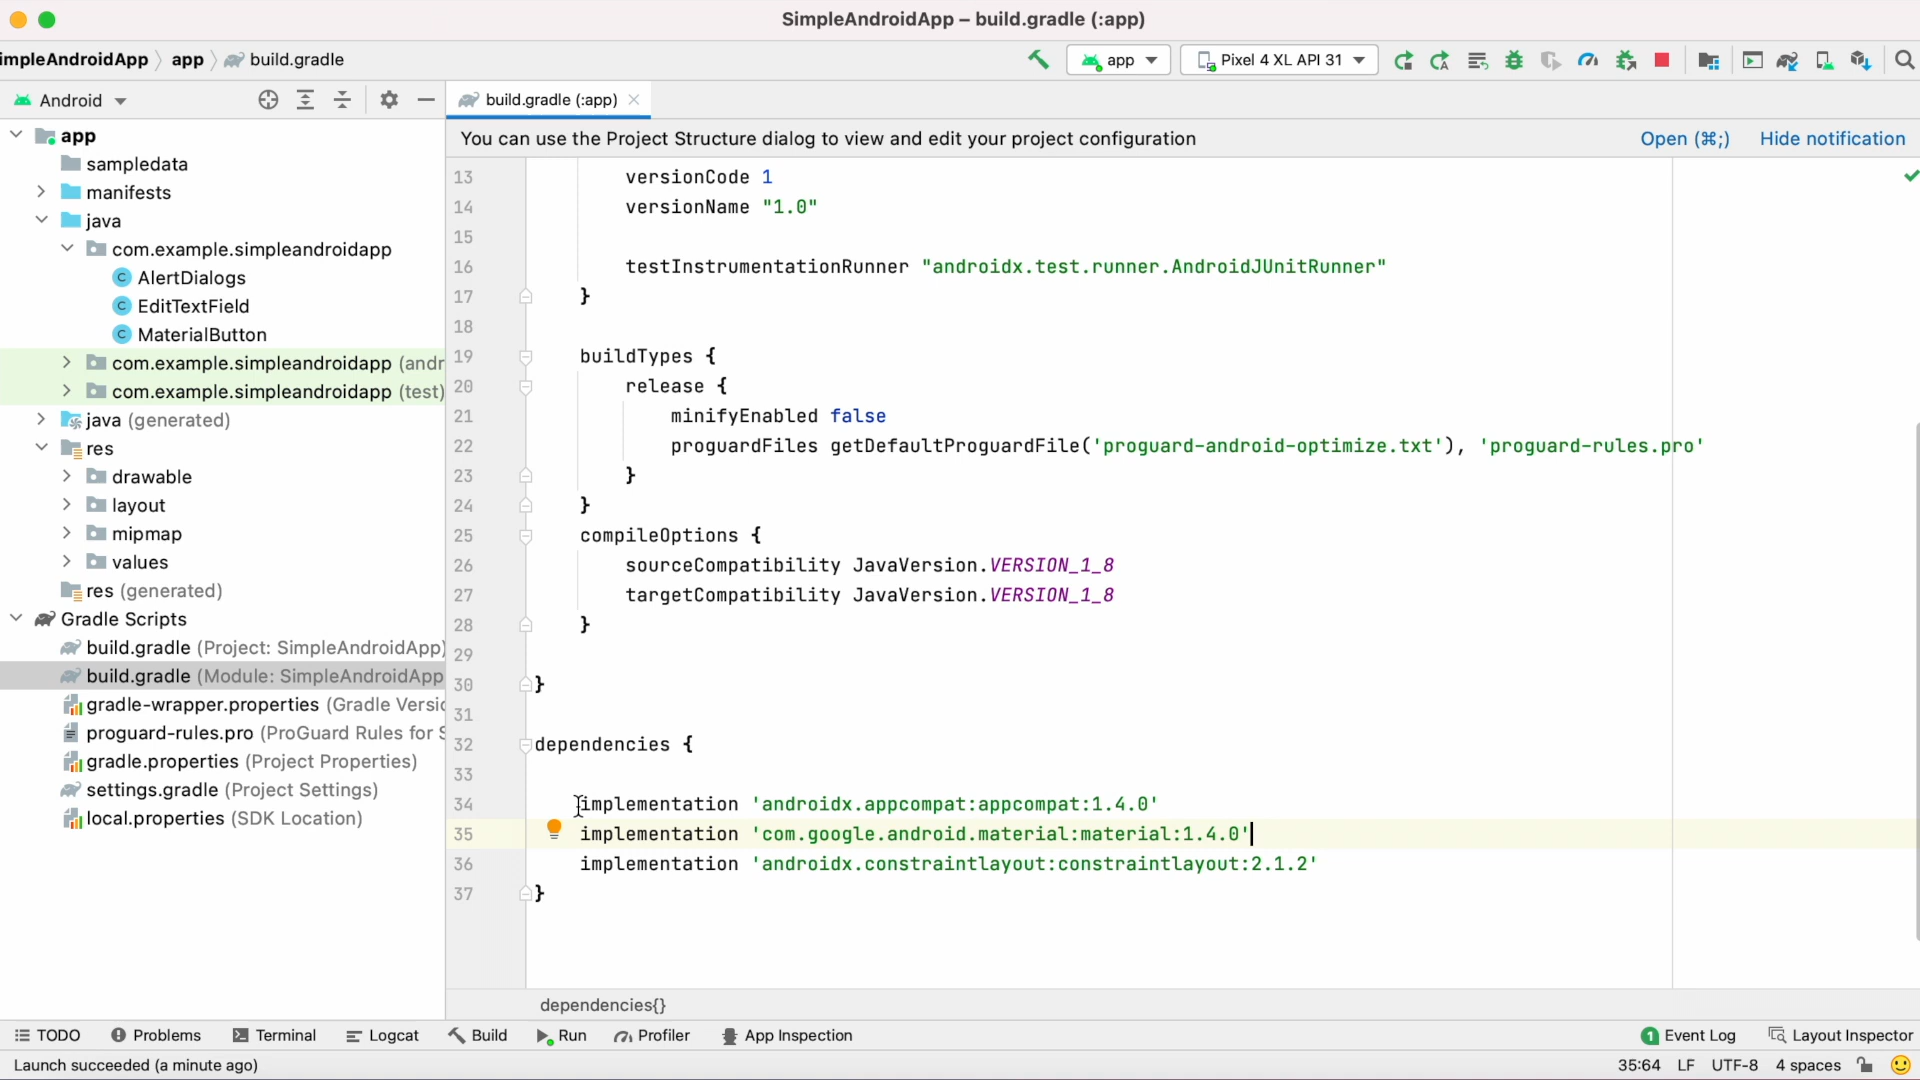 SimpleAndroidApp – build.gradle (:app)
impleAndroidApp 〉 app 〉 build.gradle
app
Pixel 4 XL API 31
Android
build.gradle (:app)
You can use the Project Structure dialog to view and edit your project configuration
Open (⌘;)
Hide notification
app
sampledata
manifests
java
com.example.simpleandroidapp
AlertDialogs
EditTextField
MaterialButton
com.example.simpleandroidapp (andr
com.example.simpleandroidapp (test)
java (generated)
res
drawable
layout
mipmap
values
res (generated)
Gradle Scripts
build.gradle (Project: SimpleAndroidApp)
build.gradle (Module: SimpleAndroidApp
gradle-wrapper.properties (Gradle Versio
proguard-rules.pro (ProGuard Rules for S
gradle.properties (Project Properties)
settings.gradle (Project Settings)
local.properties (SDK Location)
13 versionCode 1
14 versionName "1.0"
15
16 testInstrumentationRunner "androidx.test.runner.AndroidJUnitRunner"
17 }
18
19 buildTypes {
20 release {
21 minifyEnabled false
22 proguardFiles getDefaultProguardFile('proguard-android-optimize.txt'), 'proguard-rules.pro'
23 }
24 }
25 compileOptions {
26 sourceCompatibility JavaVersion.VERSION_1_8
27 targetCompatibility JavaVersion.VERSION_1_8
28 }
29
30 }
31
32 dependencies {
33
34 implementation 'androidx.appcompat:appcompat:1.4.0'
35 implementation 'com.google.android.material:material:1.4.0'
36 implementation 'androidx.constraintlayout:constraintlayout:2.1.2'
37 }
dependencies{}
TODO
Problems
Terminal
Logcat
Build
Run
Profiler
App Inspection
1 Event Log
Layout Inspector
Launch succeeded (a minute ago)
35:64 LF UTF-8 4 spaces